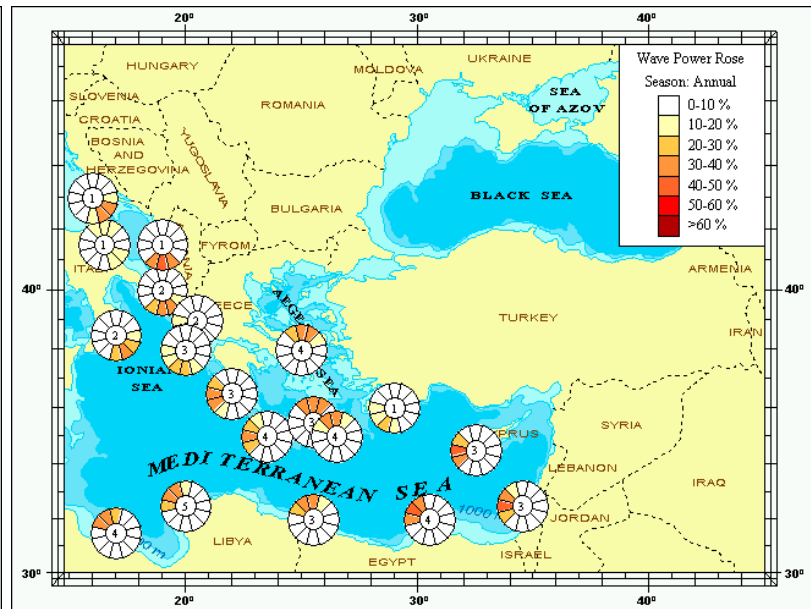 20°
30°
40°
HUNGARY
MOLDOVA
UKRAINE
SLOVENIA
CROATIA
BOSNIA
AND
HERZEGOVINA
YUGOSLAVIA
ROMANIA
SEA
OF AZOV
Wave Power Rose
Season: Annual
0-10 %
10-20 %
20-30 %
30-40 %
40-50 %
50-60 %
>60 %
BLACK SEA
BULGARIA
FYROM
1
1
1
ARMENIA
40°
40°
2
2
2
3
4
TURKEY
IRAN
IONIAN
SEA
3
3
4
4
1
3
SYRIA
LEBANON
IRAQ
MEDITERRANEAN SEA
4
5
3
4
3
LIBYA
EGYPT
ISRAEL
JORDAN
30°
30°
20°
30°
40°